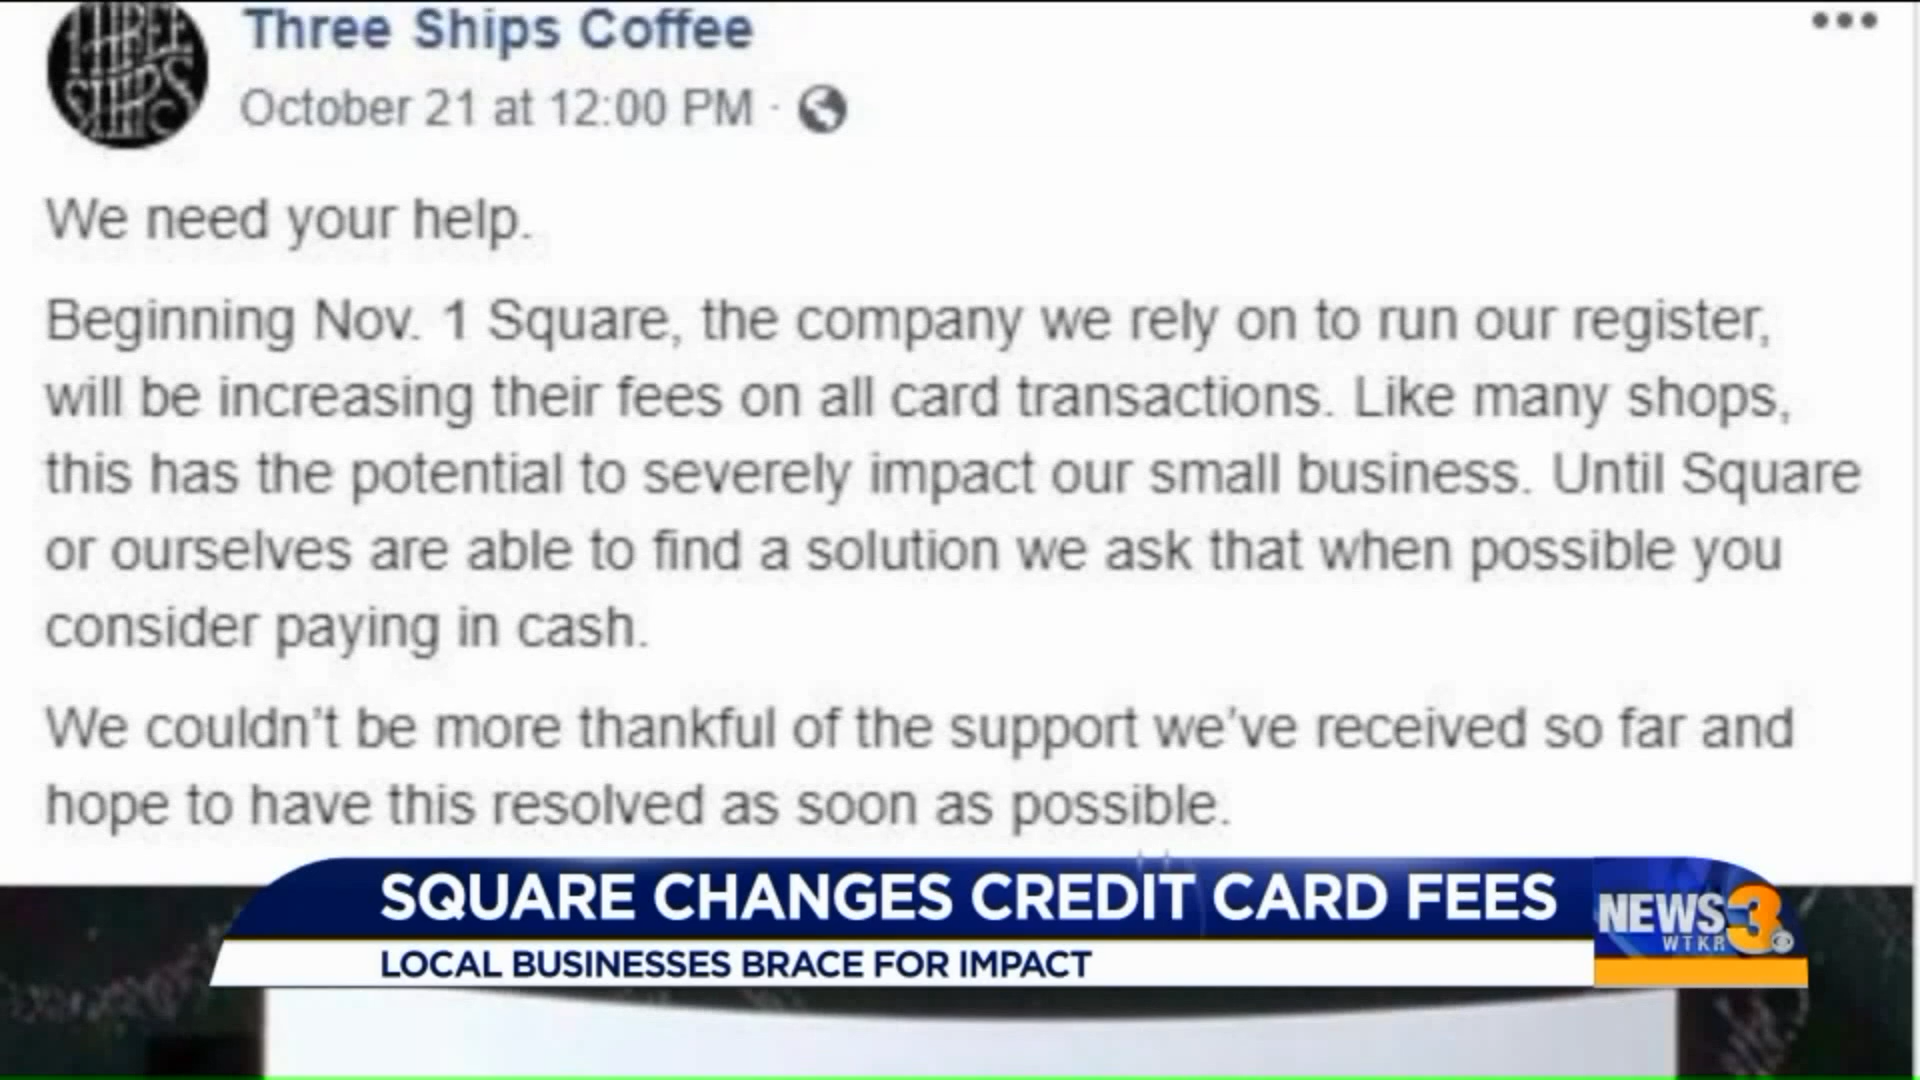 THREE
SHIPS
Three Ships Coffee
October 21 at 12:00 PM ·
We need your help.
Beginning Nov. 1 Square, the company we rely on to run our register,
will be increasing their fees on all card transactions. Like many shops,
this has the potential to severely impact our small business. Until Square
or ourselves are able to find a solution we ask that when possible you
consider paying in cash.
We couldn't be more thankful of the support we've received so far and
hope to have this resolved as soon as possible.
SQUARE CHANGES CREDIT CARD FEES
LOCAL BUSINESSES BRACE FOR IMPACT
NEWS 3
WTKR